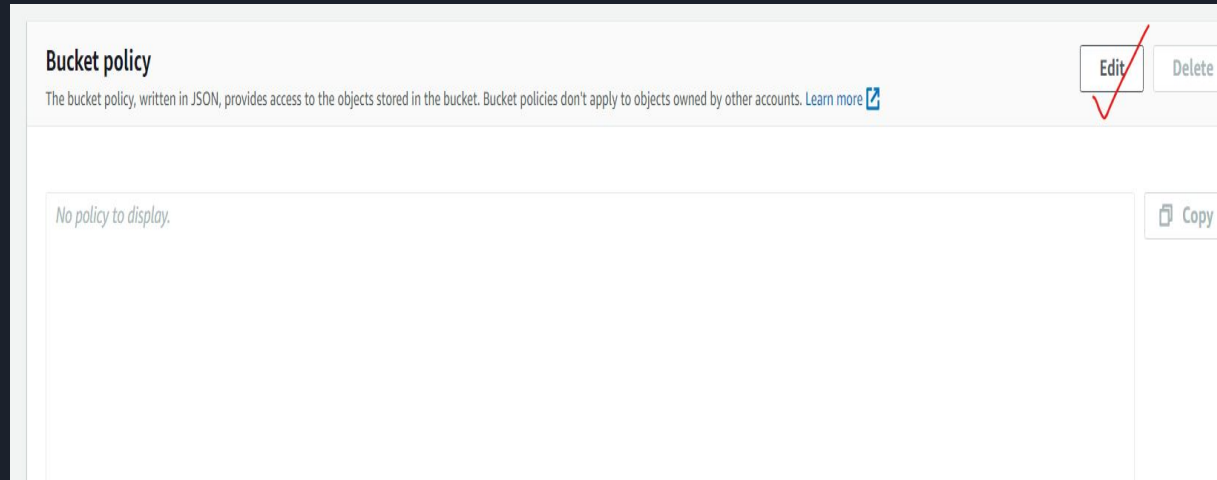 Bucket policy
Edit
Delete
The bucket policy, written in JSON, provides access to the objects stored in the bucket. Bucket policies don't apply to objects owned by other accounts. Learn more
No policy to display.
Copy